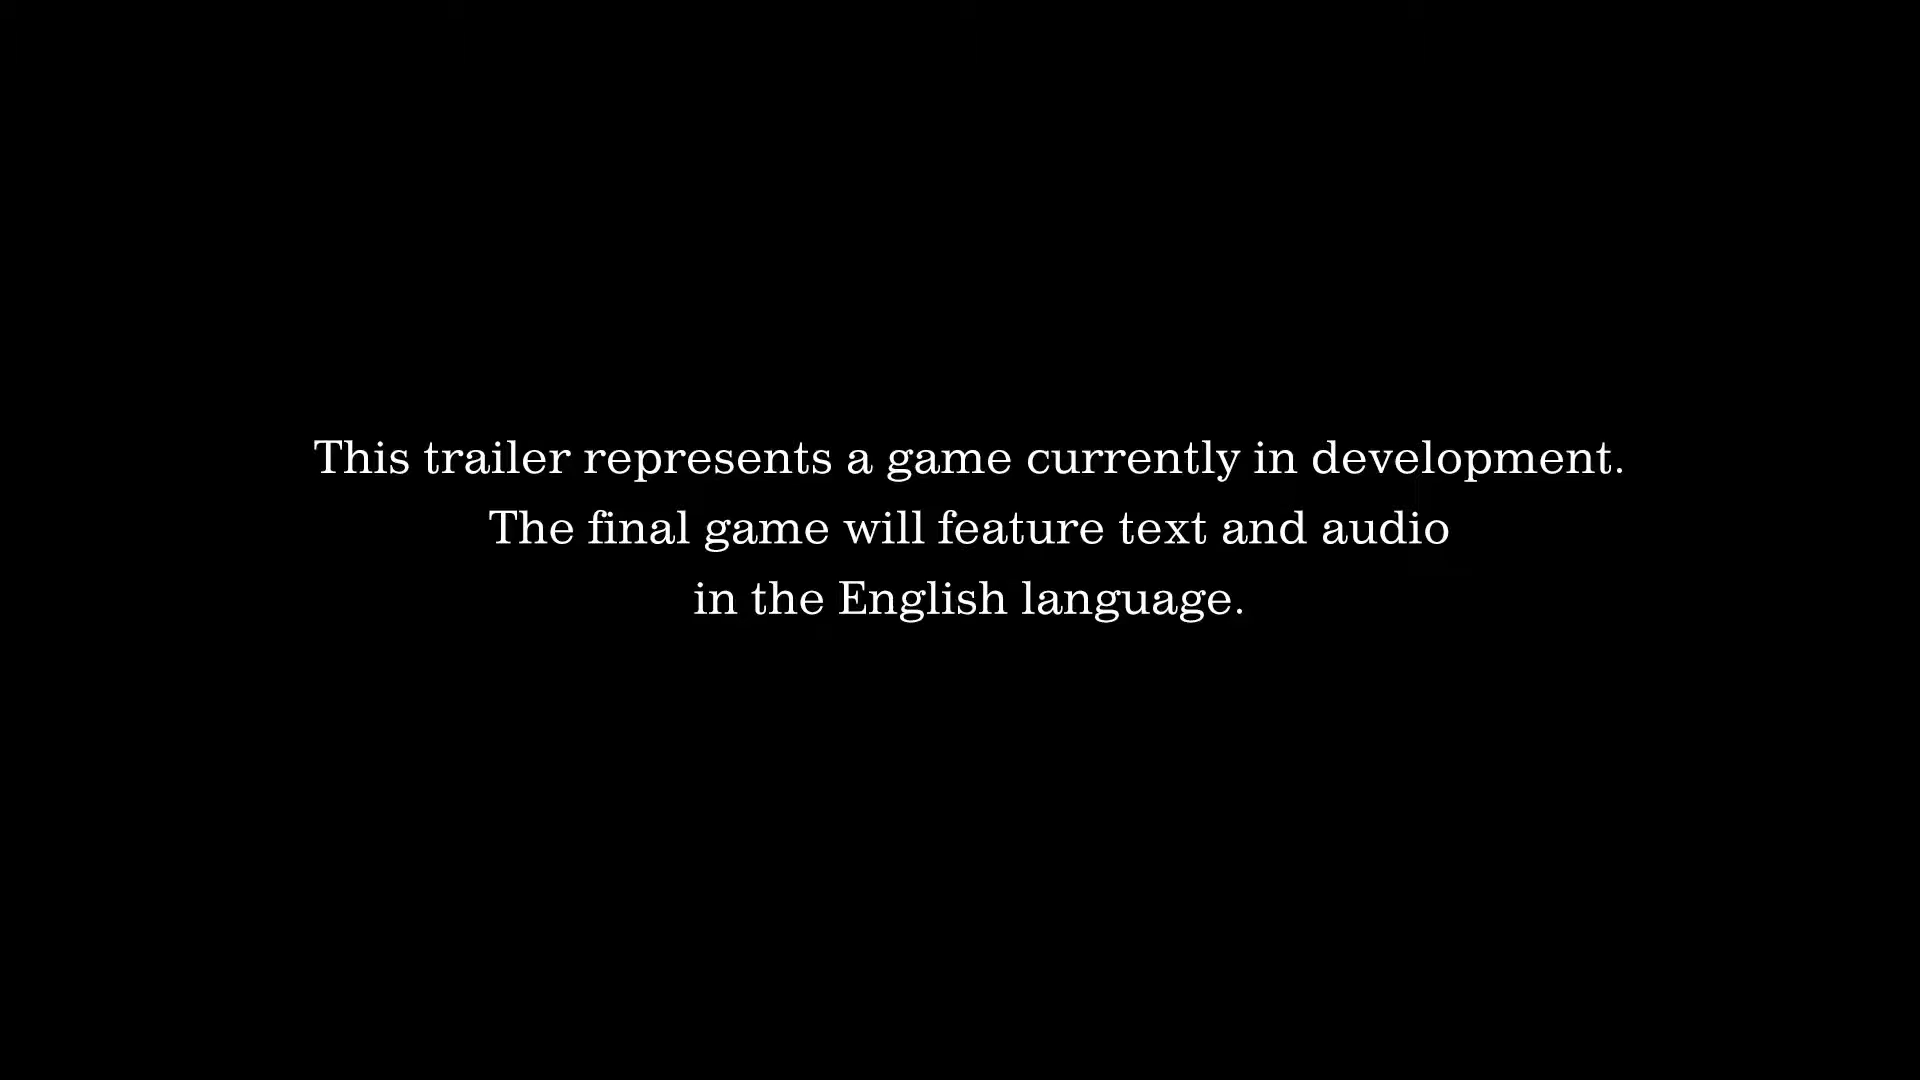 This trailer represents a game currently in development.
The final game will feature text and audio
in the English language.